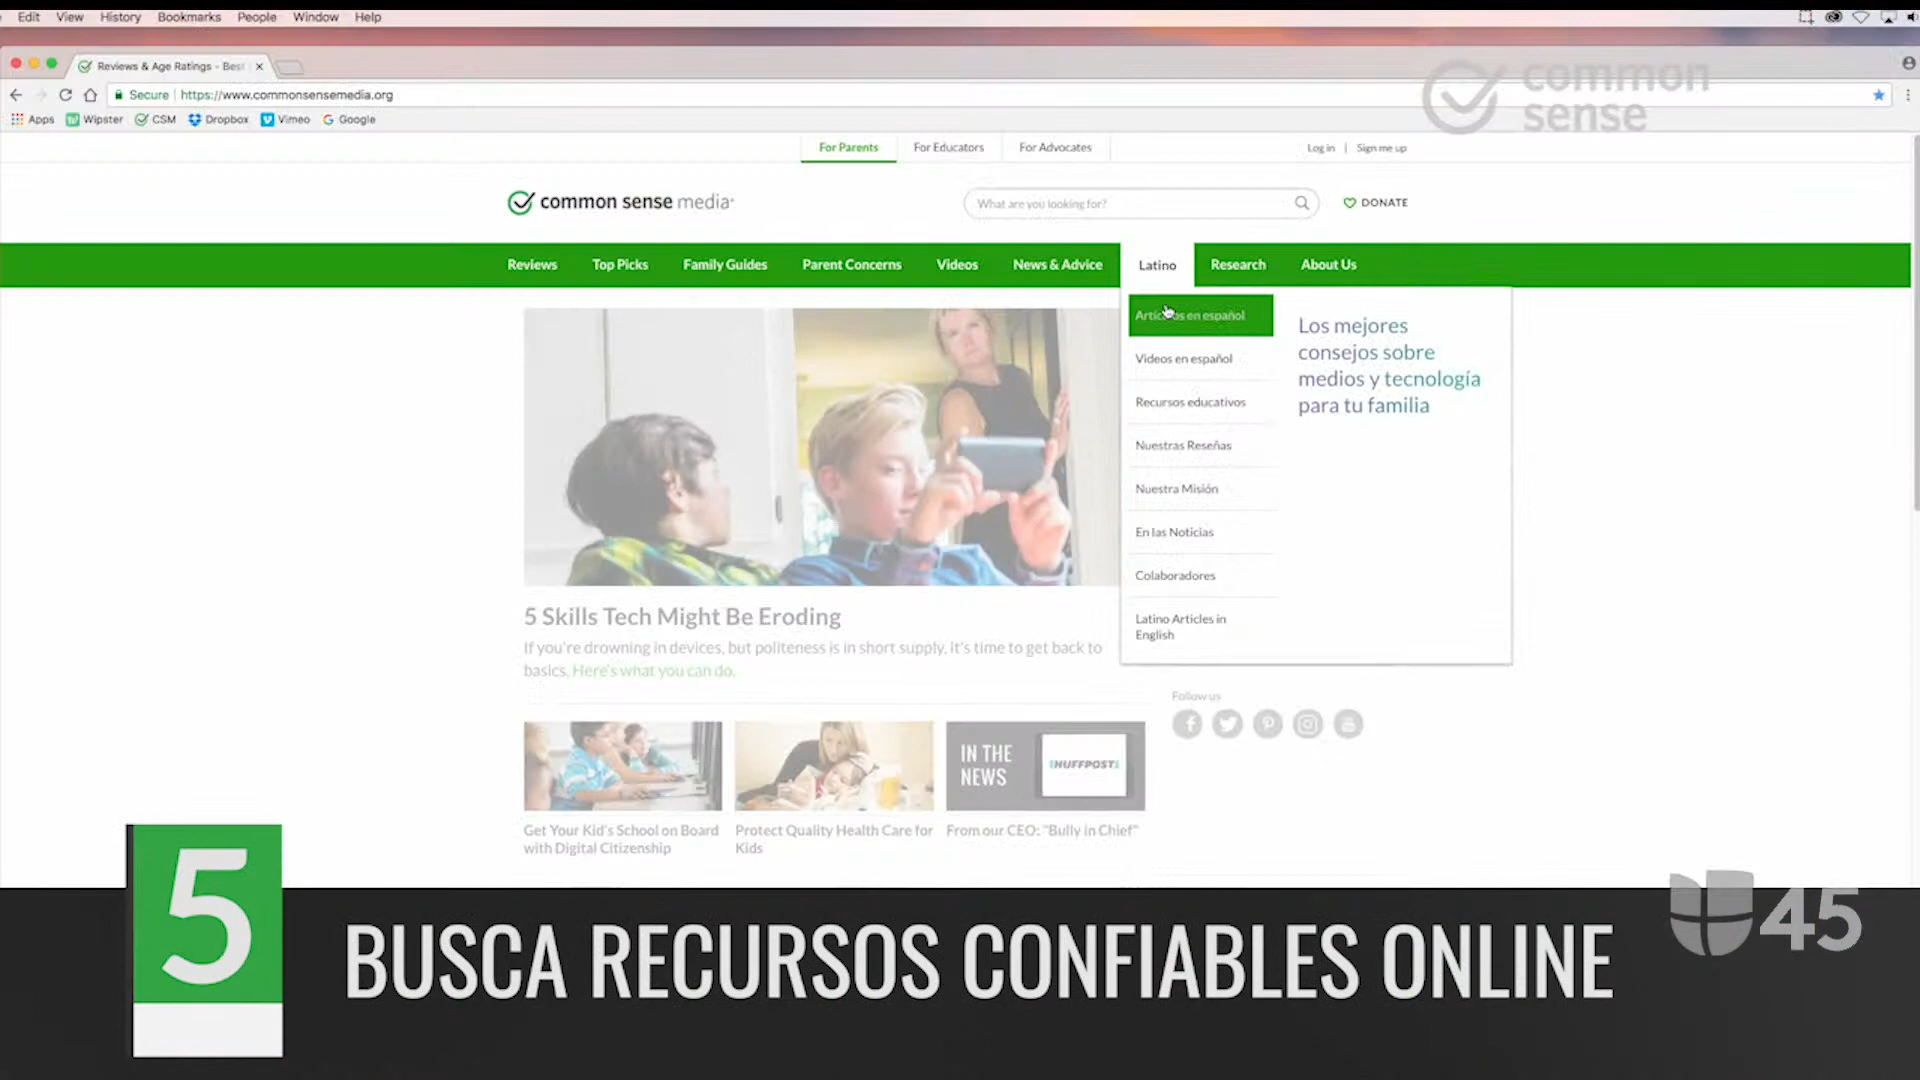 Edit View History Bookmarks People Window Help
Reviews & Age Ratings - Best
Secure https://www.commonsensemedia.org
Apps Wipster CSM Dropbox Vimeo Google
common
sense
For Parents For Educators For Advocates Log in | Sign me up
common sense media What are you looking for? DONATE
Reviews Top Picks Family Guides Parent Concerns Videos News & Advice Latino Research About Us
Artículos en español
Videos en español
Recursos educativos
Nuestras Reseñas
Nuestra Misión
En las Noticias
Colaboradores
Latino Articles in
English
Los mejores
consejos sobre
medios y tecnología
para tu familia
5 Skills Tech Might Be Eroding
If you're drowning in devices, but politeness is in short supply, it's time to get back to
basics. Here's what you can do.
Follow us
IN THE
NEWS
HUFFPOST
Get Your Kid's School on Board
with Digital Citizenship
Protect Quality Health Care for
Kids
From our CEO: "Bully in Chief"
5
BUSCA RECURSOS CONFIABLES ONLINE
45